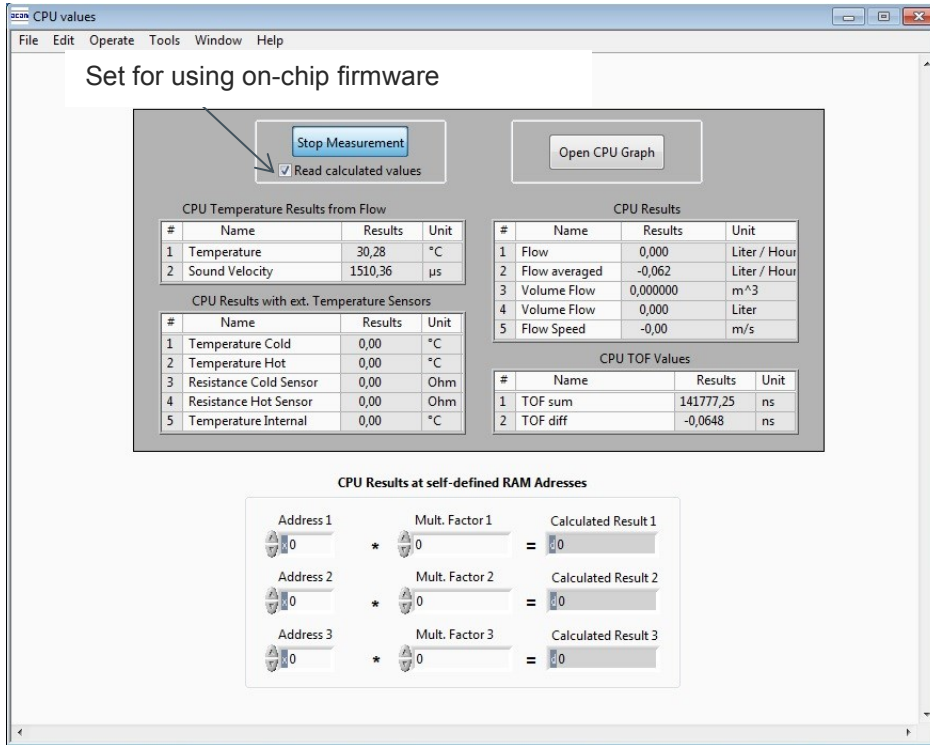 acan CPU values
File Edit Operate Tools Window Help
Set for using on-chip firmware
Stop Measurement
Read calculated values
Open CPU Graph
CPU Temperature Results from Flow
# Name Results Unit
1 Temperature 30,28 °C
2 Sound Velocity 1510,36 µs
CPU Results with ext. Temperature Sensors
# Name Results Unit
1 Temperature Cold 0,00 °C
2 Temperature Hot 0,00 °C
3 Resistance Cold Sensor 0,00 Ohm
4 Resistance Hot Sensor 0,00 Ohm
5 Temperature Internal 0,00 °C
CPU Results
# Name Results Unit
1 Flow 0,000 Liter / Hour
2 Flow averaged -0,062 Liter / Hour
3 Volume Flow 0,000000 m^3
4 Volume Flow 0,000 Liter
5 Flow Speed -0,00 m/s
CPU TOF Values
# Name Results Unit
1 TOF sum 141777,25 ns
2 TOF diff -0,0648 ns
CPU Results at self-defined RAM Adresses
Address 1 Mult. Factor 1 Calculated Result 1
x 0 * 0 = d 0
Address 2 Mult. Factor 2 Calculated Result 2
x 0 * 0 = d 0
Address 3 Mult. Factor 3 Calculated Result 3
x 0 * 0 = d 0